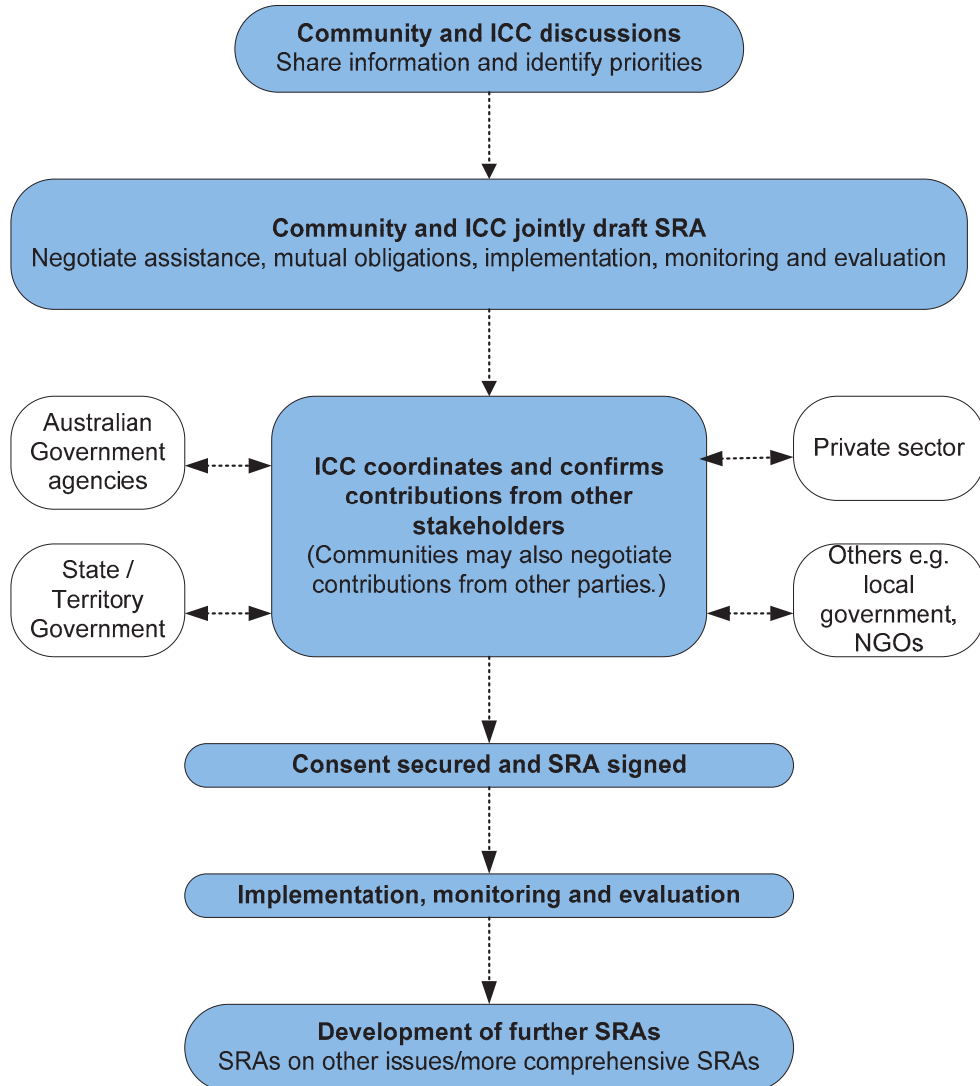 Community and ICC discussions
Share information and identify priorities
Community and ICC jointly draft SRA
Negotiate assistance, mutual obligations, implementation, monitoring and evaluation
Australian
Government
agencies
State /
Territory
Government
ICC coordinates and confirms
contributions from other
stakeholders
(Communities may also negotiate
contributions from other parties.)
Private sector
Others e.g.
local
government,
NGOs
Consent secured and SRA signed
Implementation, monitoring and evaluation
Development of further SRAs
SRAs on other issues/more comprehensive SRAs